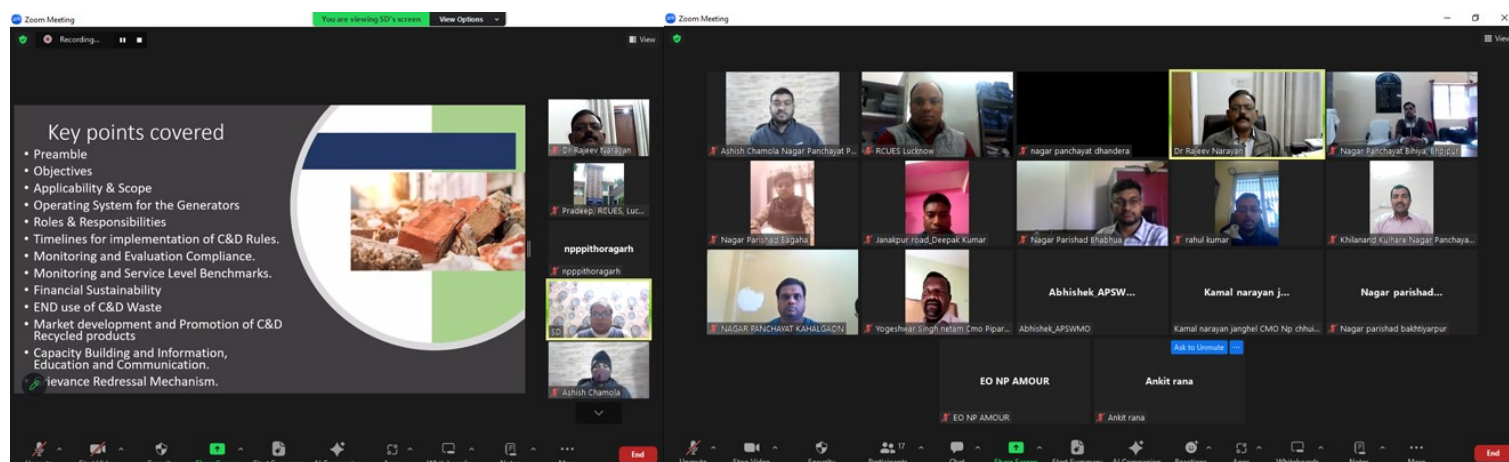 Zoom Meeting
You are viewing SD's screen
View Options
Recording...
View
Key points covered
• Preamble
• Objectives
• Applicability & Scope
• Operating System for the Generators
• Roles & Responsibilities
• Timelines for implementation of C&D Rules.
• Monitoring and Evaluation Compliance.
• Monitoring and Service Level Benchmarks.
• Financial Sustainability
• END use of C&D Waste
• Market development and Promotion of C&D
Recycled products
• Capacity Building and Information,
Education and Communication.
rievance Redressal Mechanism.
Dr Rajeev Narayan
Pradeep, RCUES, Luc...
npppithoragarh
npppithoragarh
SD
Ashish Chamola
End
Zoom Meeting
View
Ashish Chamola Nagar Panchayat P...
RCUES Lucknow
nagar panchayat dhandera
Dr Rajeev Narayan
Nagar Panchayat Bihiya,
Nagar Parishad Bagaha
Janakpur road_Deepak Kumar
Nagar Parishad Bhabhua
rahul kumar
Khilanand Kulhara Nagar Panchaya...
NAGAR PANCHAYAT KAHALGAON
Yogeshwar Singh netam Cmo Pipar...
Abhishek_APSW...
Abhishek_APSWMO
Kamal narayan j...
Kamal narayan janghel CMO Np chhui...
Nagar parishad...
Nagar parishad bakhtiyarpur
Ask to Unmute
EO NP AMOUR
EO NP AMOUR
Ankit rana
Ankit rana
17
End